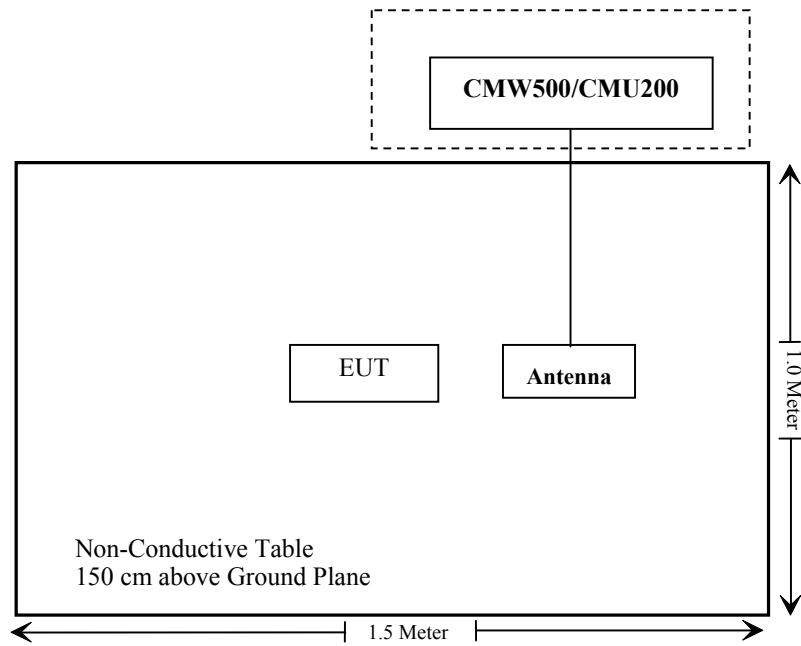 CMW500/CMU200
EUT
Antenna
1.0 Meter
Non-Conductive Table
150 cm above Ground Plane
1.5 Meter